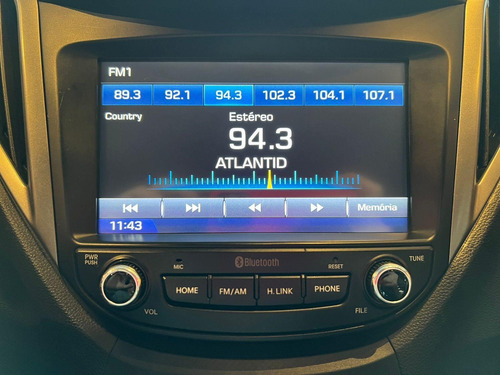 FM1
89.3 92.1 94.3 102.3 104.1 107.1
Country Estéreo
94.3
ATLANTID
Memória
11:43
PWR
PUSH
MIC
Bluetooth
RESET
TUNE
HOME FM/AM H.LINK PHONE
VOL
FILE